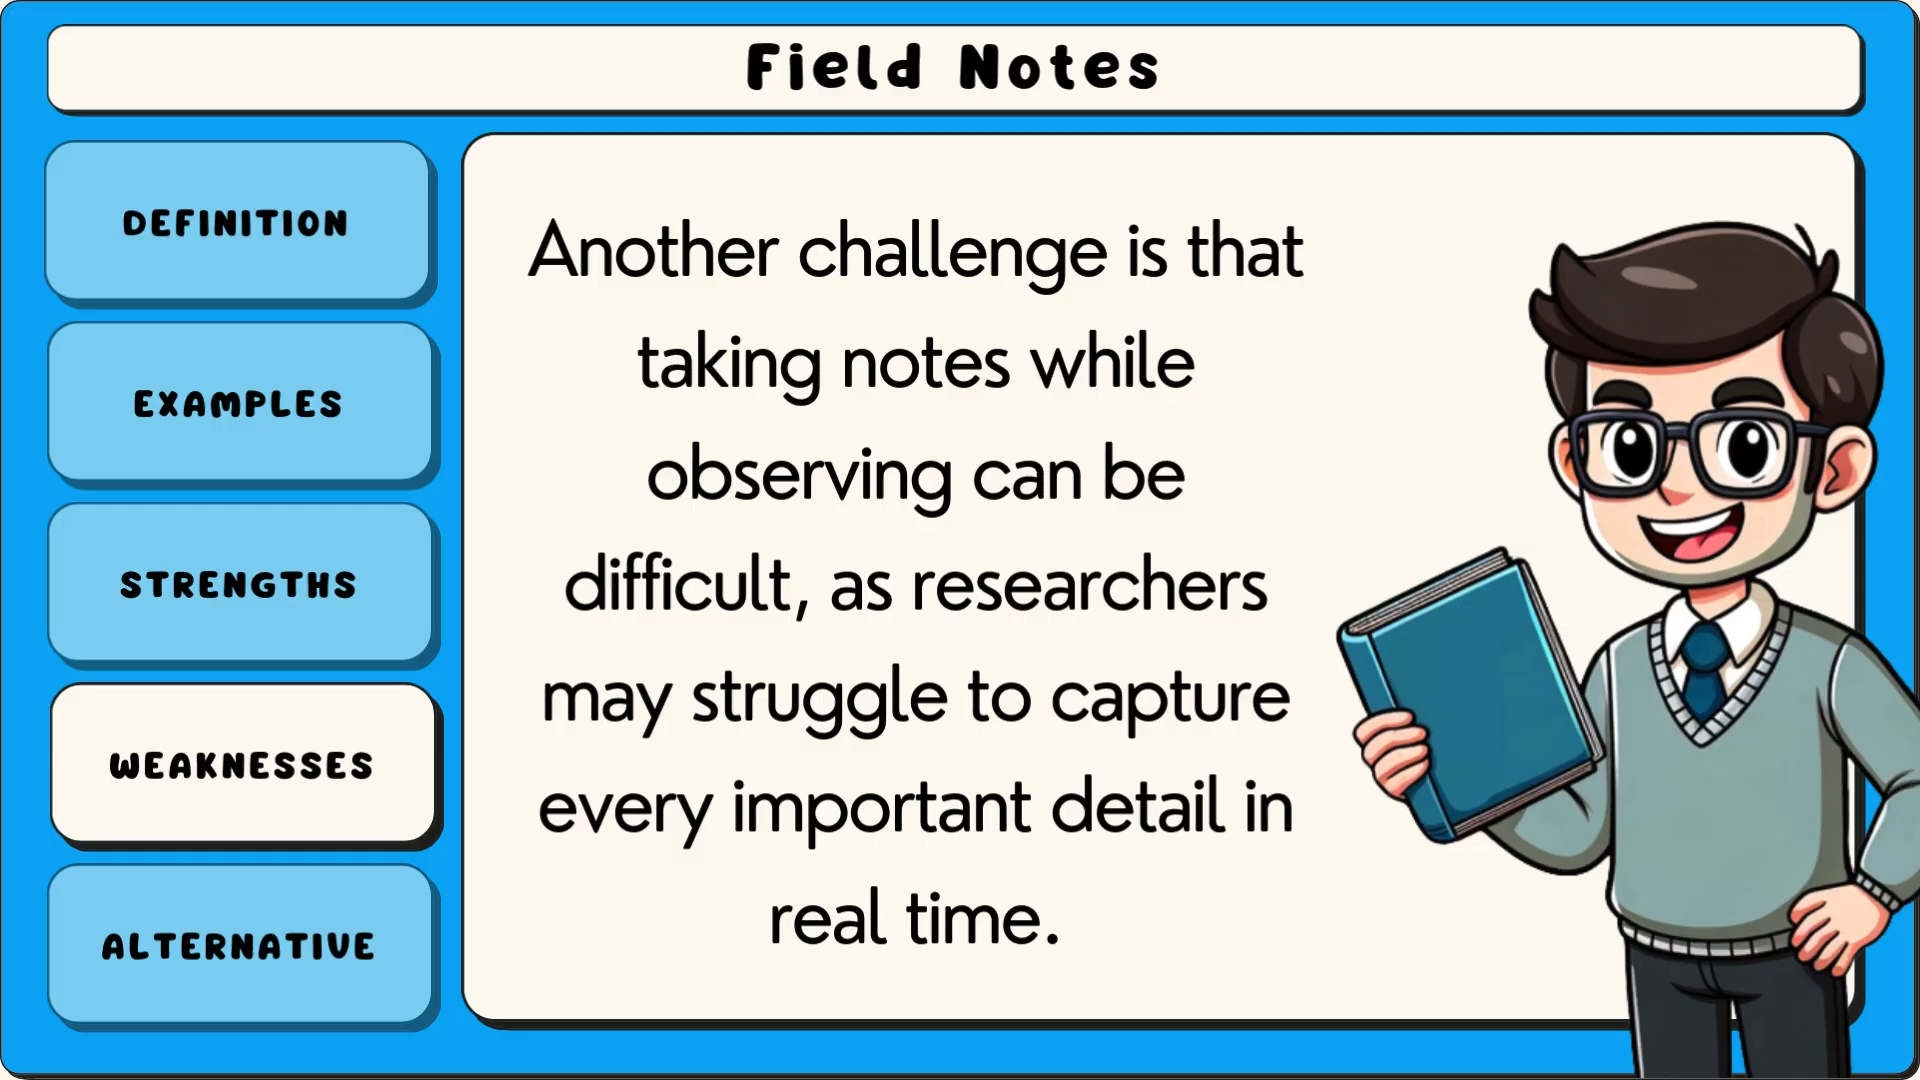 Field Notes
DEFINITION
EXAMPLES
STRENGTHS
WEAKNESSES
ALTERNATIVE
Another challenge is that
taking notes while
observing can be
difficult, as researchers
may struggle to capture
every important detail in
real time.